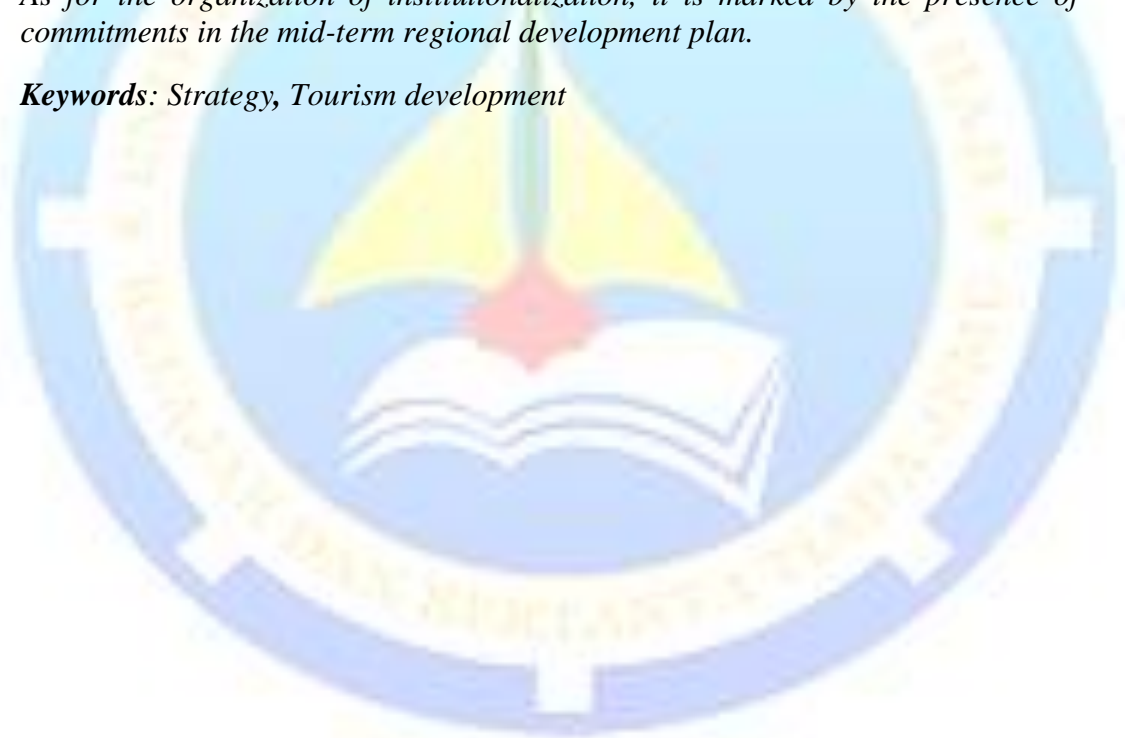 As for the organization of institutionalization, it is marked by the presence of
commitments in the mid-term regional development plan.
Keywords: Strategy, Tourism development